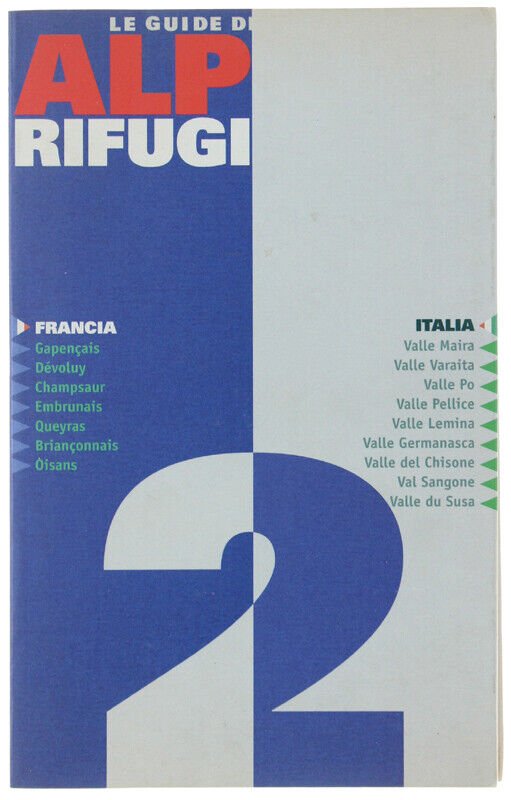 LE GUIDE DI
ALP
RIFUGI
FRANCIA
Gapençais
Dévoluy
Champsaur
Embrunais
Queyras
Briançonnais
Òisans
ITALIA
Valle Maira
Valle Varaita
Valle Po
Valle Pellice
Valle Lemina
Valle Germanasca
Valle del Chisone
Val Sangone
Valle du Susa
2